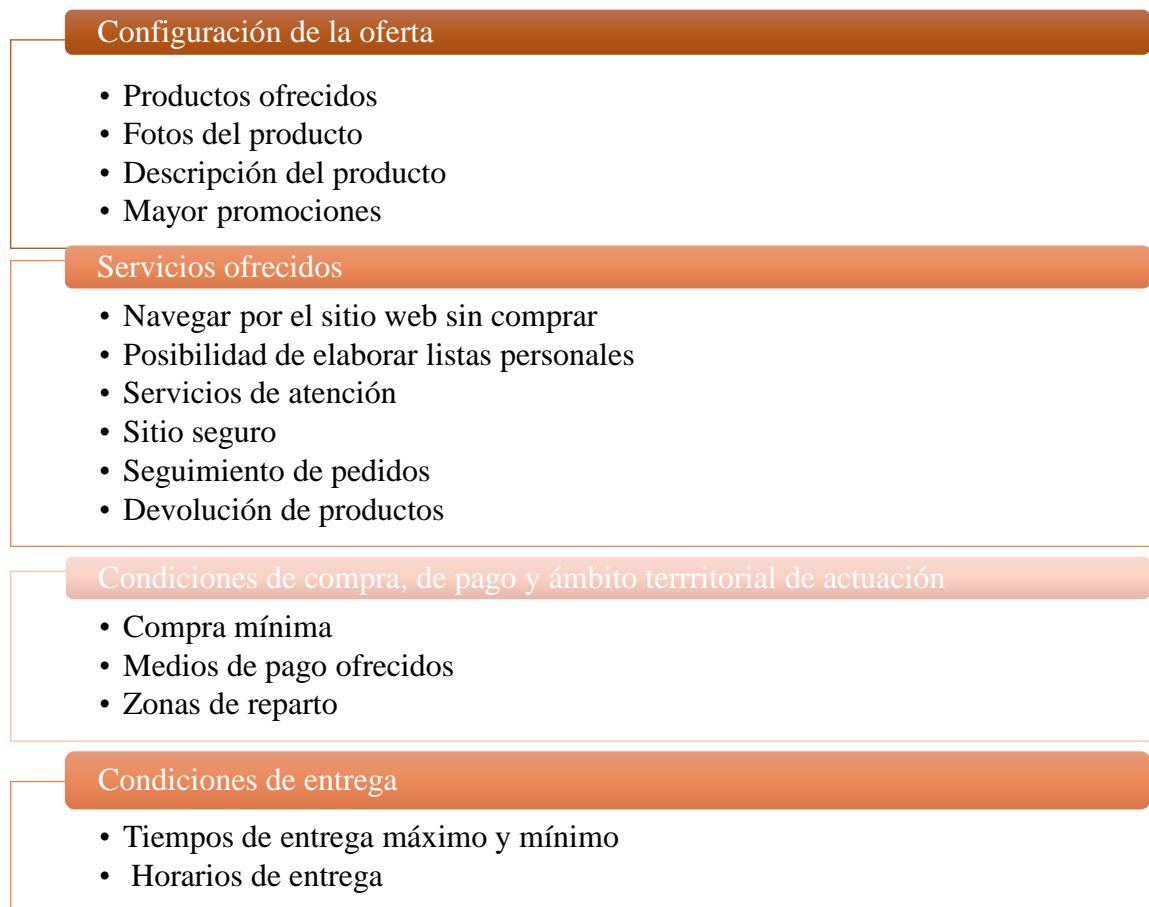 Configuración de la oferta
• Productos ofrecidos
• Fotos del producto
• Descripción del producto
• Mayor promociones
Servicios ofrecidos
• Navegar por el sitio web sin comprar
• Posibilidad de elaborar listas personales
• Servicios de atención
• Sitio seguro
• Seguimiento de pedidos
• Devolución de productos
Condiciones de compra, de pago y ámbito terrritorial de actuación
• Compra mínima
• Medios de pago ofrecidos
• Zonas de reparto
Condiciones de entrega
• Tiempos de entrega máximo y mínimo
• Horarios de entrega